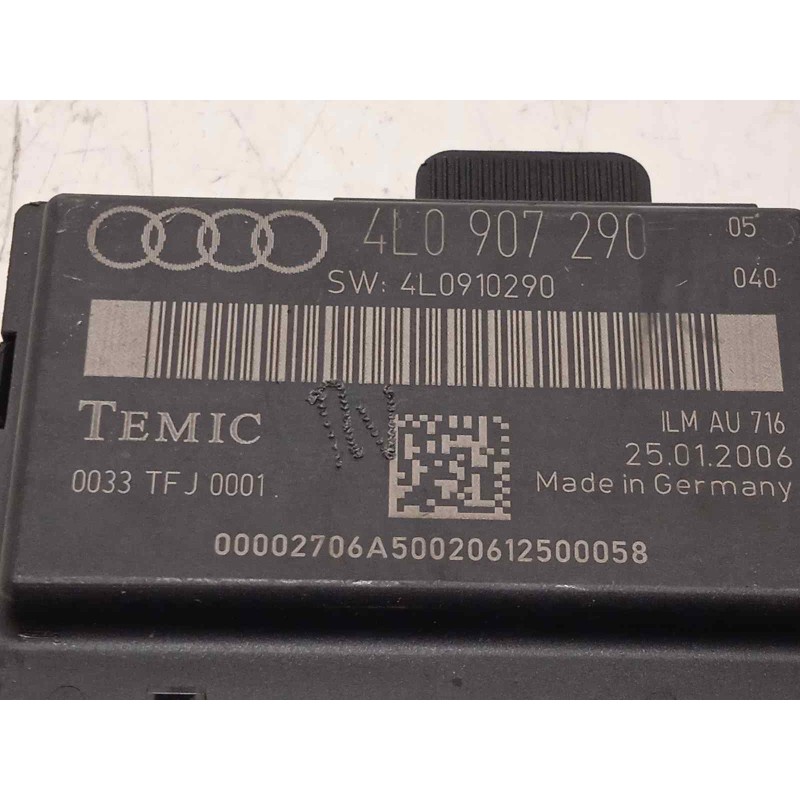 4L0 907 290 05
SW: 4L0910290 040
TEMIC
ILM AU 716
25.01.2006
0033 TFJ 0001
Made in Germany
00002706A50020612500058